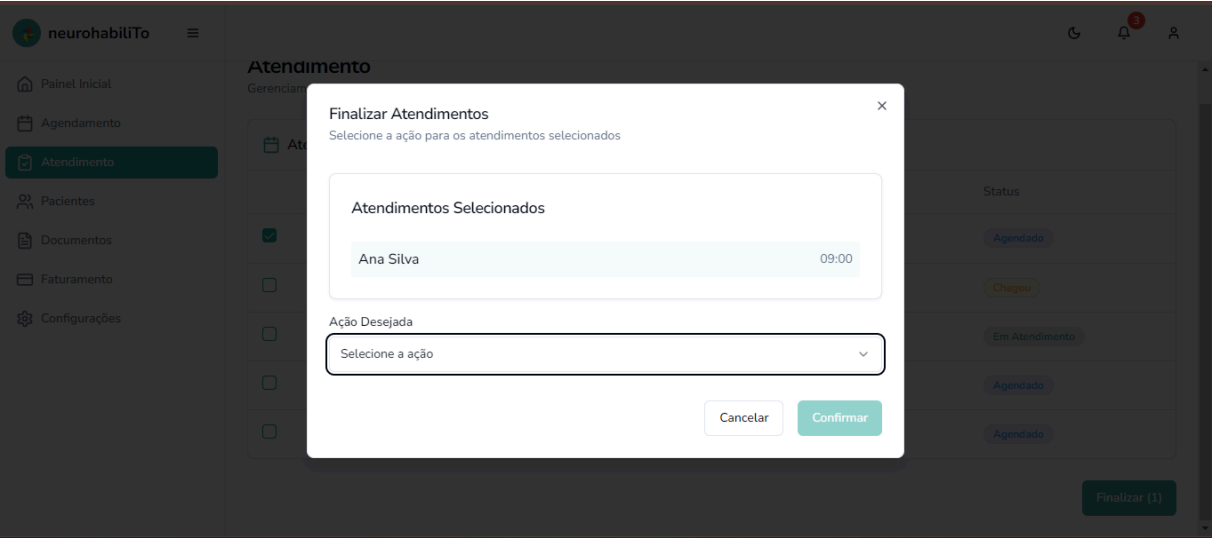 neurohabiliTo
3
Painel Inicial
Agendamento
Atendimento
Pacientes
Documentos
Faturamento
Configurações
Atendimento
Gerenciam
Ate
Status
Agendado
Chegou
Em Atendimento
Agendado
Agendado
Finalizar (1)
Finalizar Atendimentos
Selecione a ação para os atendimentos selecionados
Atendimentos Selecionados
Ana Silva 09:00
Ação Desejada
Selecione a ação
Cancelar Confirmar